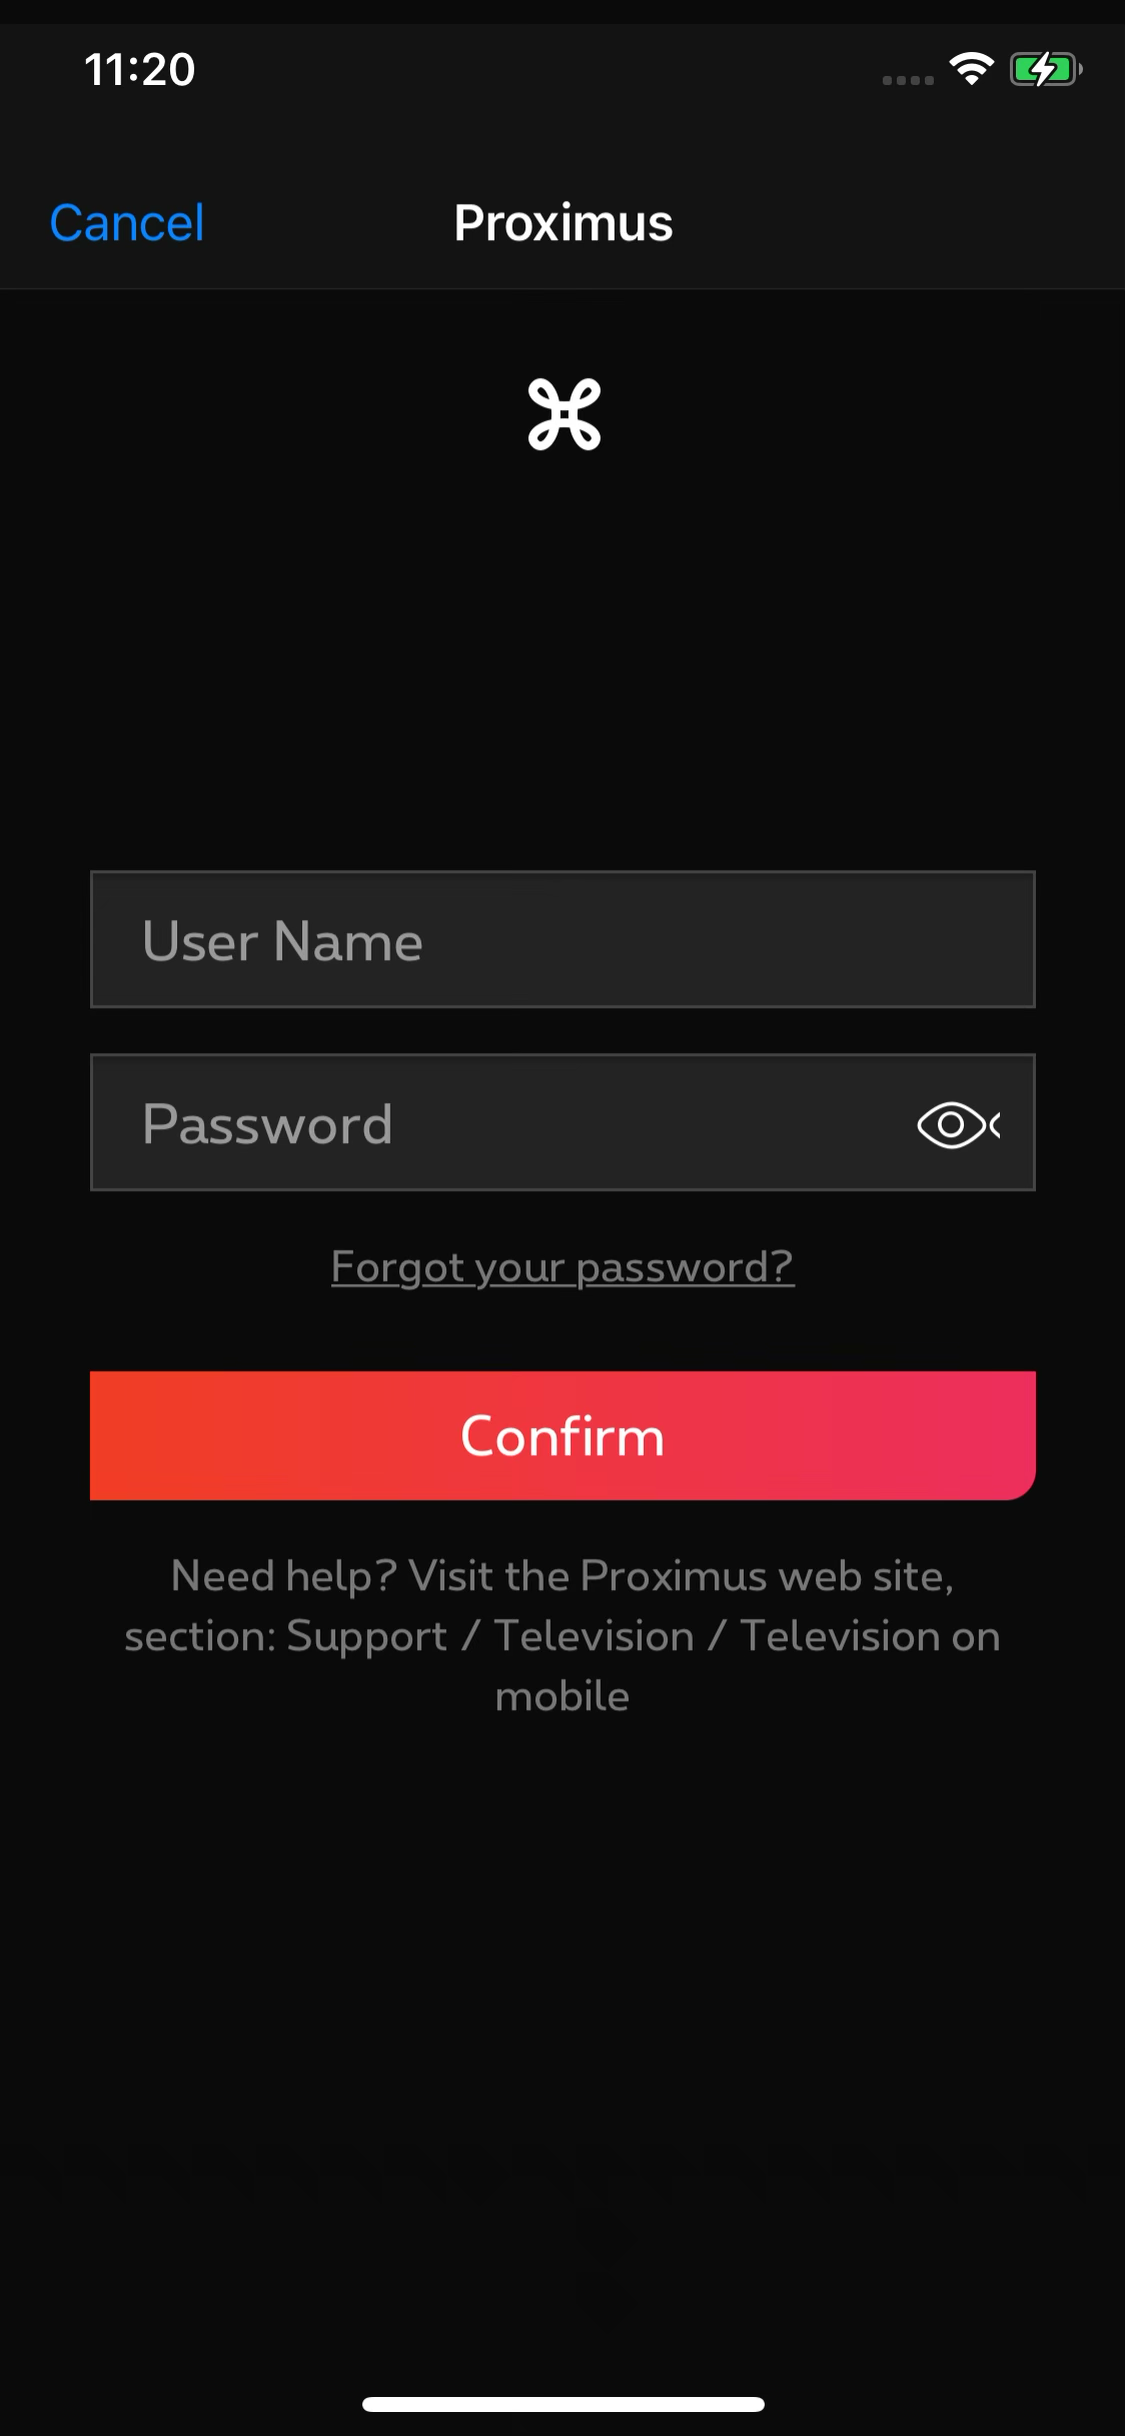 11:20
Cancel
Proximus
User Name
Password
Forgot your password?
Confirm
Need help? Visit the Proximus web site,
section: Support / Television / Television on
mobile